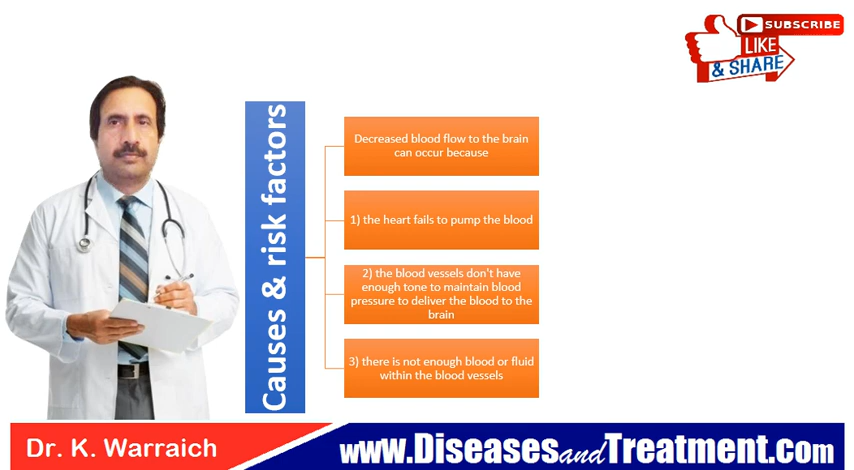 SUBSCRIBE
LIKE
& SHARE
Causes & risk factors
Decreased blood flow to the brain
can occur because
1) the heart fails to pump the blood
2) the blood vessels don't have
enough tone to maintain blood
pressure to deliver the blood to the
brain
3) there is not enough blood or fluid
within the blood vessels
Dr. K. Warraich
www.DiseasesandTreatment.com